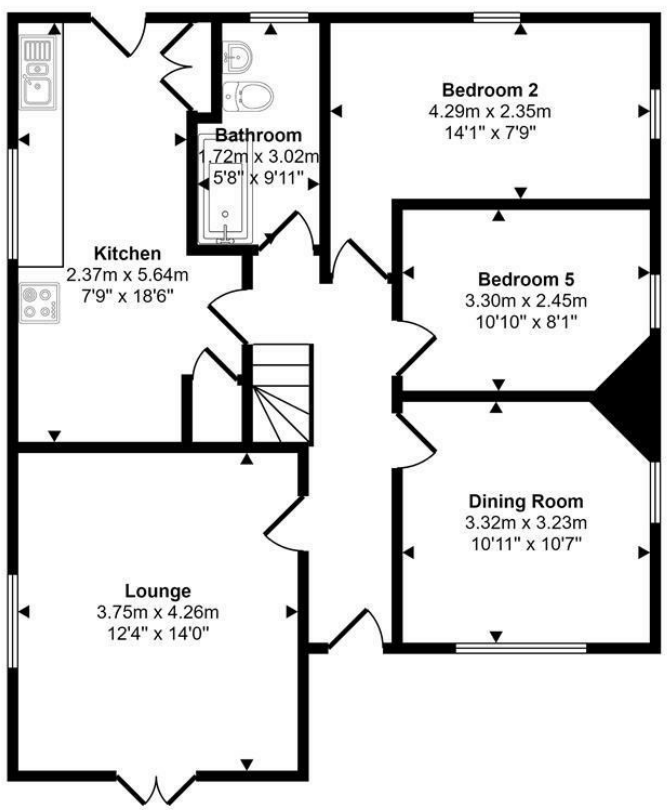 Bedroom 2
4.29m x 2.35m
14'1" x 7'9"
Bathroom
1.72m x 3.02m
5'8" x 9'11"
Kitchen
2.37m x 5.64m
7'9" x 18'6"
Bedroom 5
3.30m x 2.45m
10'10" x 8'1"
Dining Room
3.32m x 3.23m
10'11" x 10'7"
Lounge
3.75m x 4.26m
12'4" x 14'0"